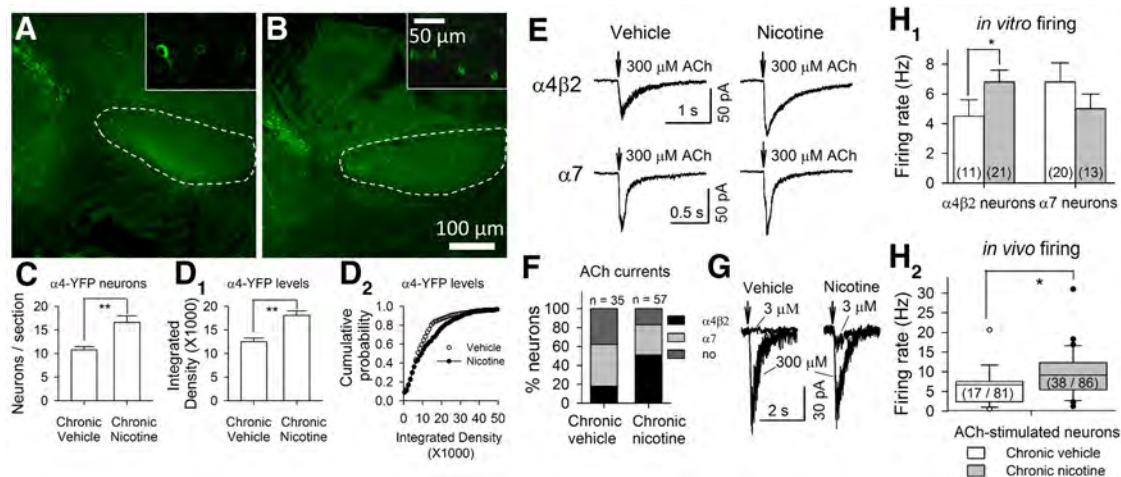 A
B
50 µm
100 µm
C
α4-YFP neurons
Neurons / section
20
15
10
5
0
**
Chronic Vehicle
Chronic Nicotine
D1
α4-YFP levels
Integrated Density (X1000)
20
15
10
5
0
**
Chronic Vehicle
Chronic Nicotine
D2
α4-YFP levels
Cumulative probability
1.0
0.8
0.6
0.4
0.2
0.0
Vehicle
Nicotine
0 10 20 30 40 50
Integrated Density (X1000)
E
Vehicle
Nicotine
α4β2
300 µM ACh
1 s
50 pA
300 µM ACh
α7
300 µM ACh
0.5 s
50 pA
300 µM ACh
F
ACh currents
n = 35
n = 57
% neurons
100
80
60
40
20
0
α4β2
α7
no
Chronic vehicle
Chronic nicotine
G
Vehicle
Nicotine
3 µM
3 µM
300 µM
2 s
30 pA
H1
in vitro firing
Firing rate (Hz)
8
6
4
2
0
*
(11)
(21)
(20)
(13)
α4β2 neurons
α7 neurons
H2
in vivo firing
Firing rate (Hz)
30
25
20
15
10
5
0
*
(17 / 81)
(38 / 86)
ACh-stimulated neurons
Chronic vehicle
Chronic nicotine